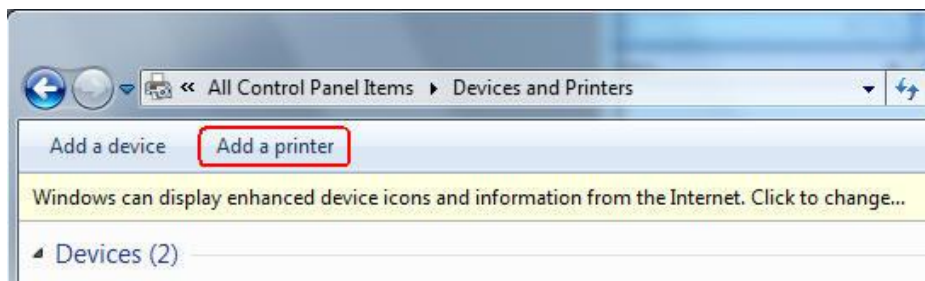 « All Control Panel Items ▸ Devices and Printers
Add a device Add a printer
Windows can display enhanced device icons and information from the Internet. Click to change...
Devices (2)